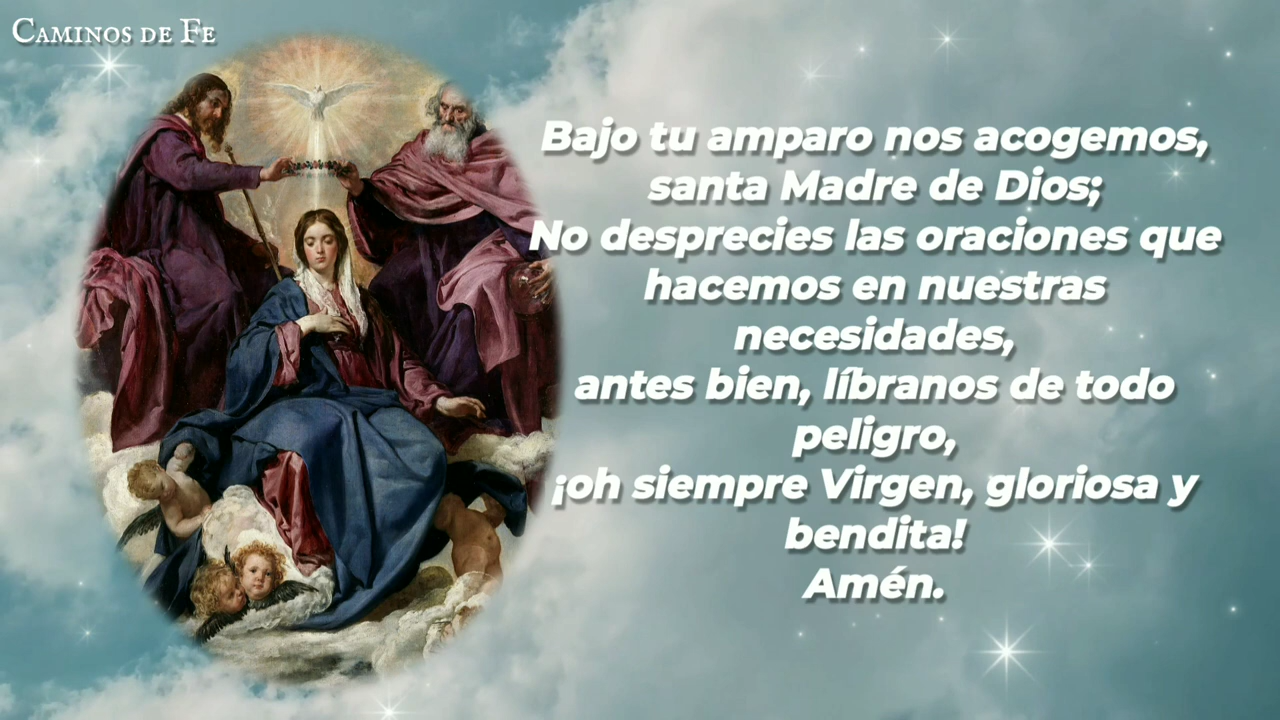 Caminos de Fe
Bajo tu amparo nos acogemos,
santa Madre de Dios;
No desprecies las oraciones que
hacemos en nuestras
necesidades,
antes bien, líbranos de todo
peligro,
¡oh siempre Virgen, gloriosa y
bendita!
Amén.